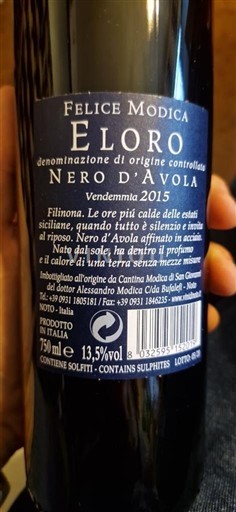 FELICE MODICA
ELORO
denominazione di origine controllata
NERO D'AVOLA
Vendemmia 2015
Filinona. Le ore più calde delle estati
siciliane, quando tutto è silenzio e invita
al riposo. Nero d'Avola affinato in acciaio.
Nato dal sole, ha dentro il profumo
e il calore di una terra senza mezze misure
Imbottigliato all'origine da Cantina Modica di San Giovanni
del dottor Alessandro Modica C/da Bufalefi - Noto
Tel.+39 0931 1805181 / Fax:+39 0931 1846235 -
NOTO - Italia
PRODOTTO
IN ITALIA
750 ml e 13,5%vol
CONTIENE SOLFITI - CONTAINS SULPHITES